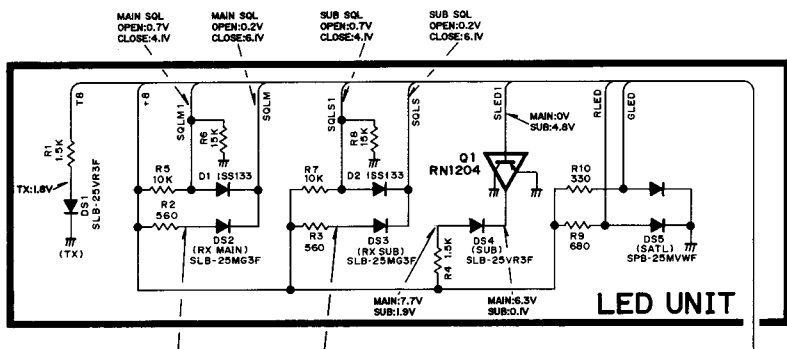 MAIN SQL
OPEN:0.7V
CLOSE:4.1V
MAIN SQL
OPEN:0.2V
CLOSE:6.1V
SUB SQL
OPEN:0.7V
CLOSE:4.1V
SUB SQL
OPEN:0.2V
CLOSE:6.1V
T8
+8
SQLM1
SQLM
SQLS1
SQLS
SLED1
RLED
GLED
R1
1.5K
TX:1.8V
DS1
SLB-25VR3F
(TX)
R6
15K
R5
10K
D1 1SS133
R2
560
DS2
(RX MAIN)
SLB-25MG3F
R8
15K
R7
10K
D2 1SS133
R3
560
DS3
(RX SUB)
SLB-25MG3F
MAIN:0V
SUB:4.8V
Q1
RN1204
DS4
(SUB)
SLB-25VR3F
R4 1.5K
MAIN:7.7V
SUB:1.9V
MAIN:6.3V
SUB:0.1V
R10
330
R9
680
DS5
(SATL)
SPB-25MVWF
LED UNIT